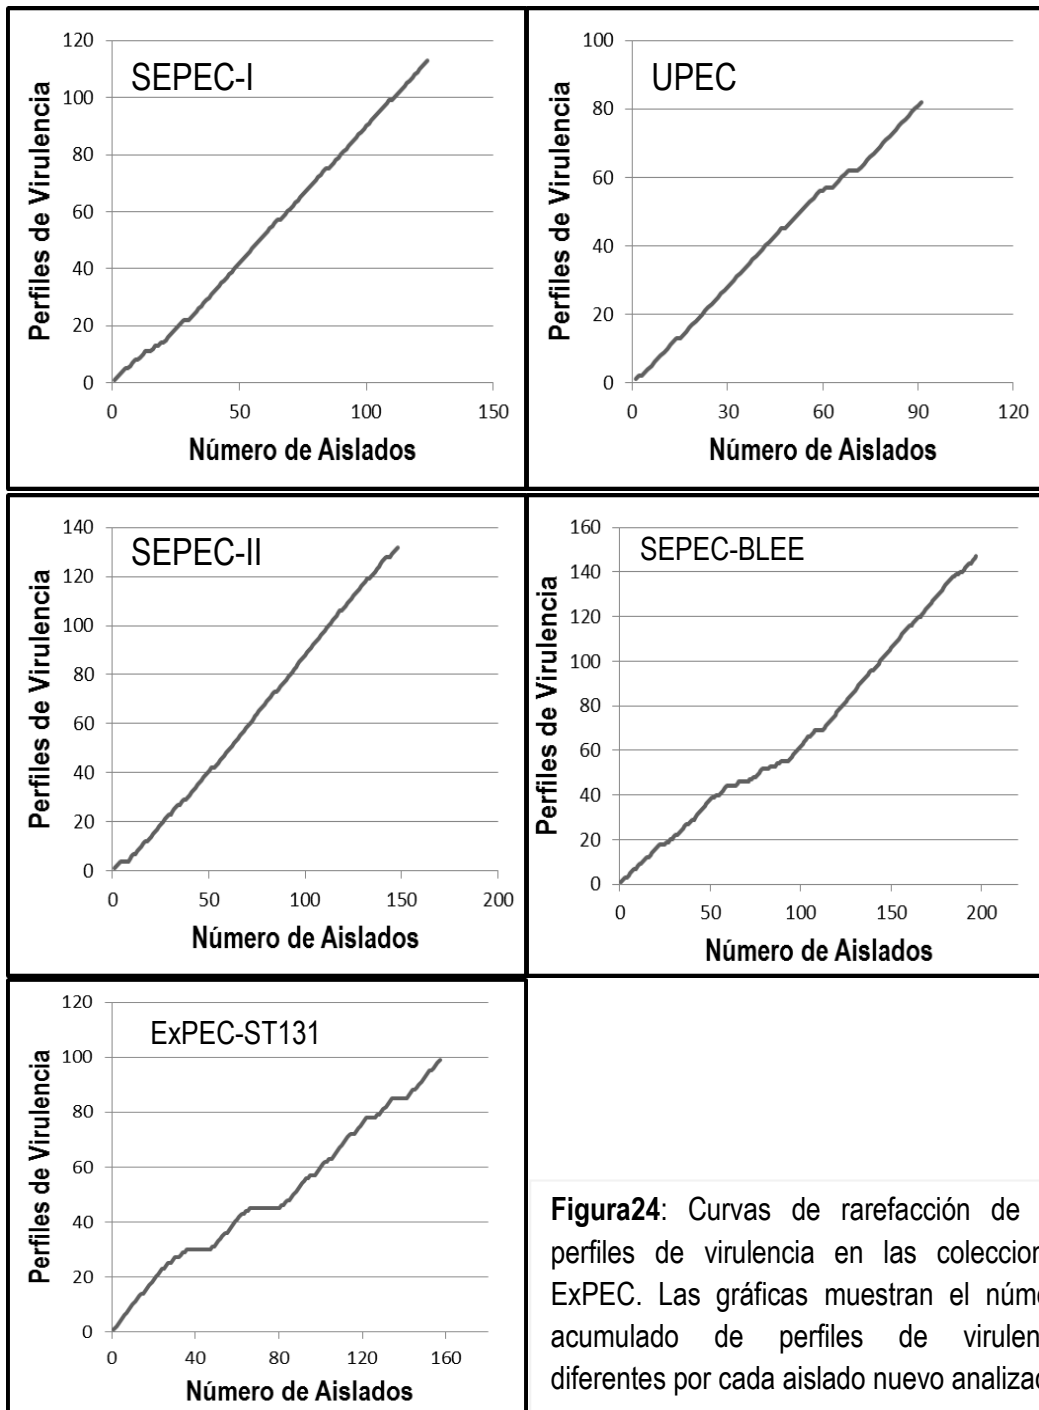 SEPEC-I
Perfiles de Virulencia
120
100
80
60
40
20
0
0 50 100 150
Número de Aislados
UPEC
Perfiles de Virulencia
100
80
60
40
20
0
0 30 60 90 120
Número de Aislados
SEPEC-II
Perfiles de Virulencia
140
120
100
80
60
40
20
0
0 50 100 150 200
Número de Aislados
SEPEC-BLEE
Perfiles de Virulencia
160
140
120
100
80
60
40
20
0
0 50 100 150 200
Número de Aislados
ExPEC-ST131
Perfiles de Virulencia
120
100
80
60
40
20
0
0 40 80 120 160
Número de Aislados
Figura24: Curvas de rarefacción de
perfiles de virulencia en las coleccion
ExPEC. Las gráficas muestran el núme
acumulado de perfiles de virulen
diferentes por cada aislado nuevo analizad